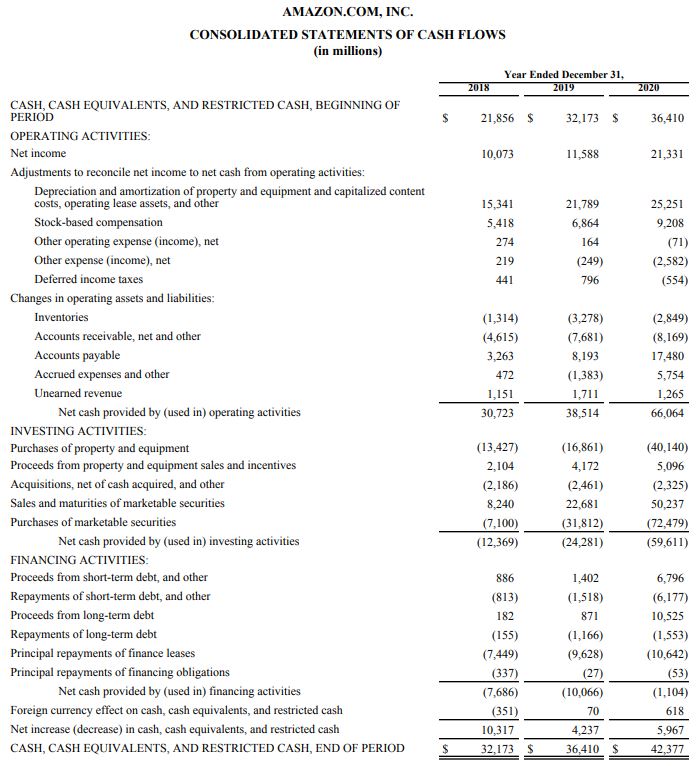 AMAZON.COM, INC.
CONSOLIDATED STATEMENTS OF CASH FLOWS
(in millions)
Year Ended December 31,
2018 2019 2020
CASH, CASH EQUIVALENTS, AND RESTRICTED CASH, BEGINNING OF
PERIOD $ 21,856 $ 32,173 $ 36,410
OPERATING ACTIVITIES:
Net income 10,073 11,588 21,331
Adjustments to reconcile net income to net cash from operating activities:
Depreciation and amortization of property and equipment and capitalized content
costs, operating lease assets, and other 15,341 21,789 25,251
Stock-based compensation 5,418 6,864 9,208
Other operating expense (income), net 274 164 (71)
Other expense (income), net 219 (249) (2,582)
Deferred income taxes 441 796 (554)
Changes in operating assets and liabilities:
Inventories (1,314) (3,278) (2,849)
Accounts receivable, net and other (4,615) (7,681) (8,169)
Accounts payable 3,263 8,193 17,480
Accrued expenses and other 472 (1,383) 5,754
Unearned revenue 1,151 1,711 1,265
Net cash provided by (used in) operating activities 30,723 38,514 66,064
INVESTING ACTIVITIES:
Purchases of property and equipment (13,427) (16,861) (40,140)
Proceeds from property and equipment sales and incentives 2,104 4,172 5,096
Acquisitions, net of cash acquired, and other (2,186) (2,461) (2,325)
Sales and maturities of marketable securities 8,240 22,681 50,237
Purchases of marketable securities (7,100) (31,812) (72,479)
Net cash provided by (used in) investing activities (12,369) (24,281) (59,611)
FINANCING ACTIVITIES:
Proceeds from short-term debt, and other 886 1,402 6,796
Repayments of short-term debt, and other (813) (1,518) (6,177)
Proceeds from long-term debt 182 871 10,525
Repayments of long-term debt (155) (1,166) (1,553)
Principal repayments of finance leases (7,449) (9,628) (10,642)
Principal repayments of financing obligations (337) (27) (53)
Net cash provided by (used in) financing activities (7,686) (10,066) (1,104)
Foreign currency effect on cash, cash equivalents, and restricted cash (351) 70 618
Net increase (decrease) in cash, cash equivalents, and restricted cash 10,317 4,237 5,967
CASH, CASH EQUIVALENTS, AND RESTRICTED CASH, END OF PERIOD $ 32,173 $ 36,410 $ 42,377